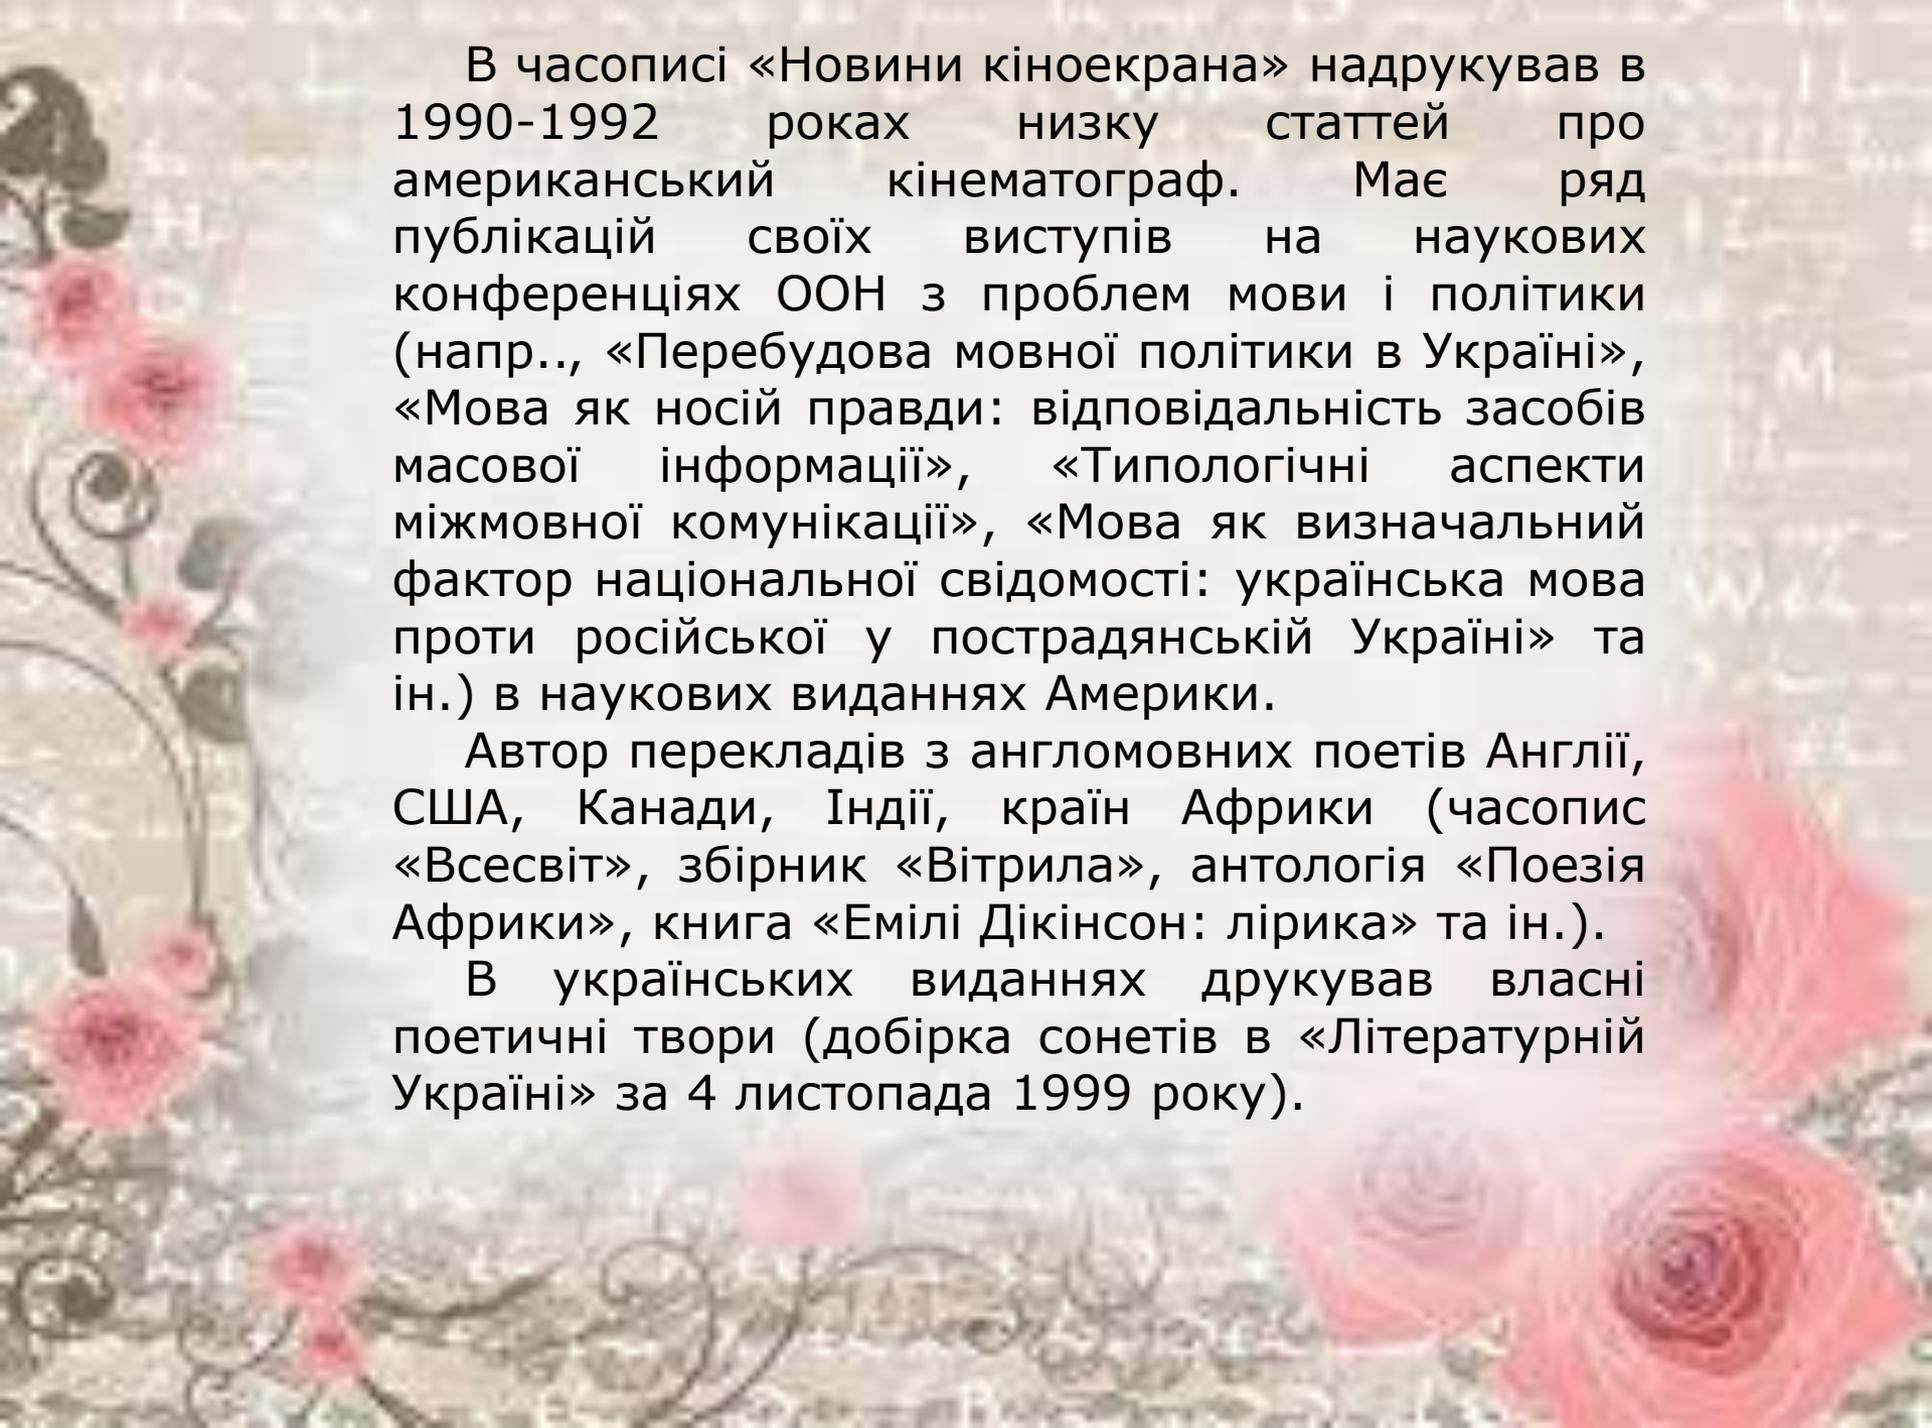 В часописі «Новини кіноекрана» надрукував в
1990-1992 роках низку статтей про
американський кінематограф. Має ряд
публікацій своїх виступів на наукових
конференціях ООН з проблем мови і політики
(напр.., «Перебудова мовної політики в Україні»,
«Мова як носій правди: відповідальність засобів
масової інформації», «Типологічні аспекти
міжмовної комунікації», «Мова як визначальний
фактор національної свідомості: українська мова
проти російської у пострадянській Україні» та
ін.) в наукових виданнях Америки.
Автор перекладів з англомовних поетів Англії,
США, Канади, Індії, країн Африки (часопис
«Всесвіт», збірник «Вітрила», антологія «Поезія
Африки», книга «Емілі Дікінсон: лірика» та ін.).
В українських виданнях друкував власні
поетичні твори (добірка сонетів в «Літературній
Україні» за 4 листопада 1999 року).